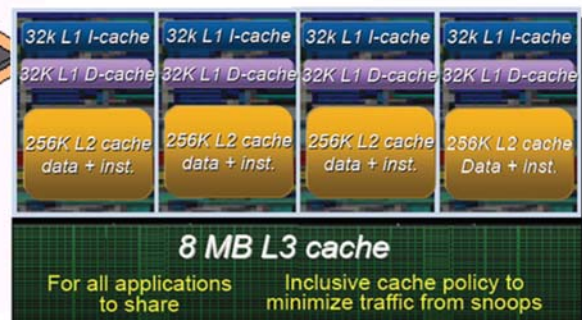 32k L1 I-cache
32k L1 I-cache
32k L1 I-cache
32k L1 I-cache
32K L1 D-cache
32K L1 D-cache
32K L1 D-cache
32K L1 D-cache
256K L2 cache
data + inst.
256K L2 cache
data + inst.
256K L2 cache
data + inst.
256K L2 cache
Data + Inst.
8 MB L3 cache
For all applications
to share
Inclusive cache policy to
minimize traffic from snoops